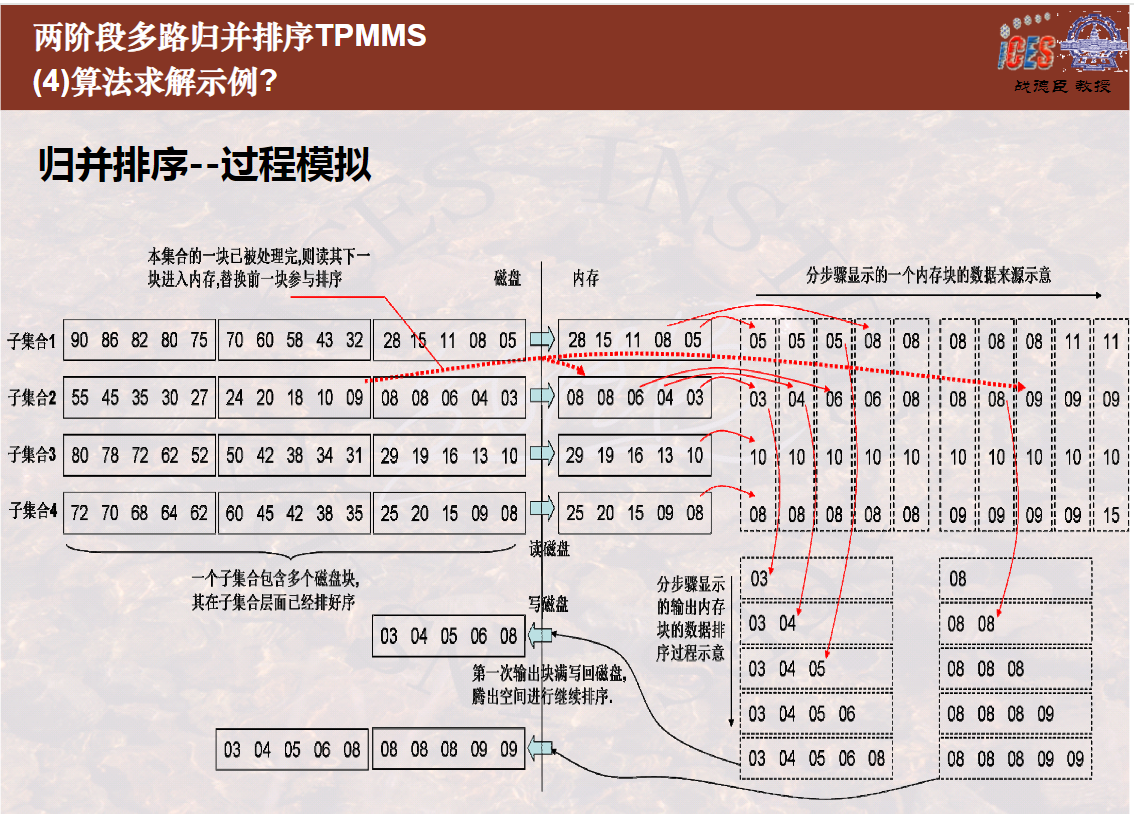 两阶段多路归并排序TPMMS
(4)算法求解示例?
iCES
战德臣 教授
归并排序--过程模拟
本集合的一块已被处理完,则读其下一
块进入内存,替换前一块参与排序
磁盘
内存
分步骤显示的一个内存块的数据来源示意
子集合1 90 86 82 80 75 70 60 58 43 32 28 15 11 08 05 28 15 11 08 05 05 05 05 08 08 08 08 08 11 11
子集合2 55 45 35 30 27 24 20 18 10 09 08 08 06 04 03 08 08 06 04 03 03 04 06 06 08 08 08 09 09 09
子集合3 80 78 72 62 52 50 42 38 34 31 29 19 16 13 10 29 19 16 13 10 10 10 10 10 10 10 10 10 10 10
子集合4 72 70 68 64 62 60 45 42 38 35 25 20 15 09 08 25 20 15 09 08 08 08 08 08 08 09 09 09 09 15
读磁盘
一个子集合包含多个磁盘块,
其在子集合层面已经排好序
写磁盘
03 04 05 06 08
第一次输出块满写回磁盘,
腾出空间进行继续排序.
03 04 05 06 08 08 08 08 09 09
分步骤显示
的输出内存
块的数据排
序过程示意
03
03 04
03 04 05
03 04 05 06
03 04 05 06 08
08
08 08
08 08 08
08 08 08 09
08 08 08 09 09